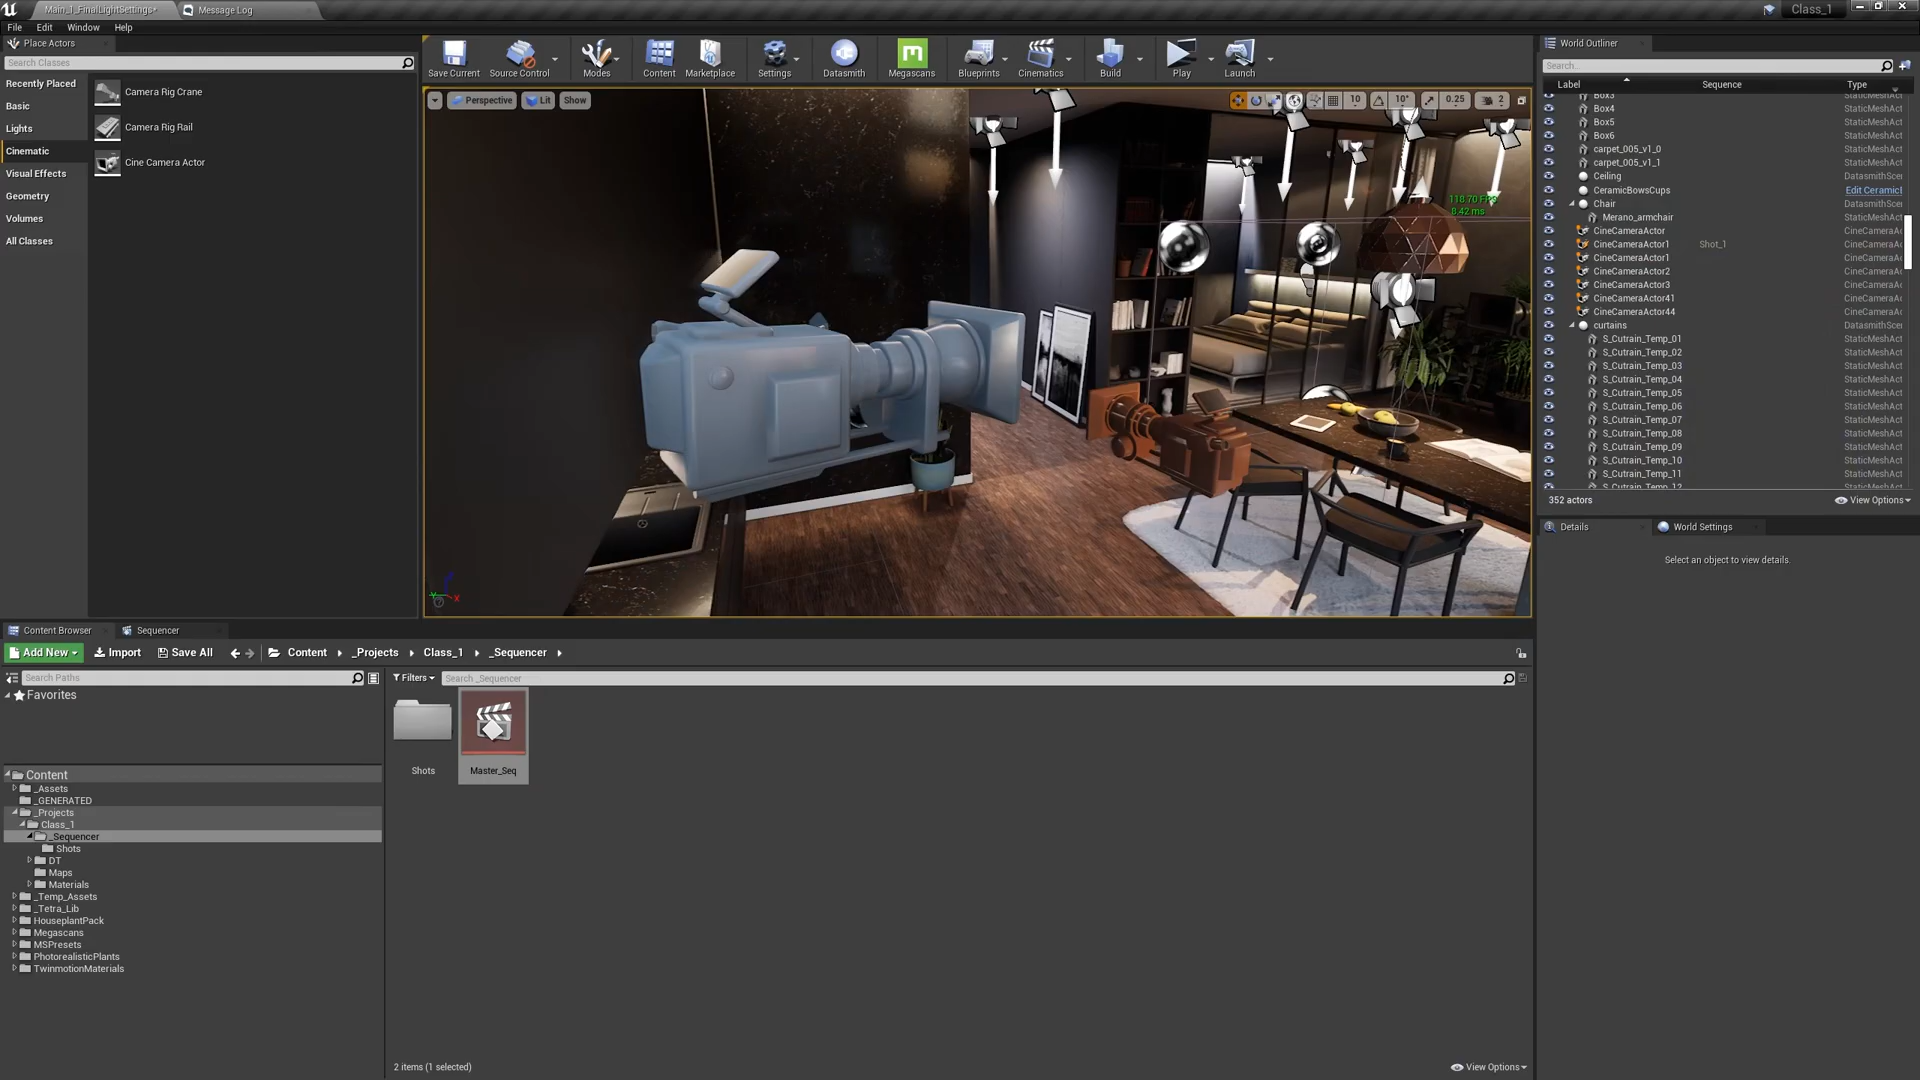 Main_1_FinalLightSettings*
Message Log
Class_1
File Edit Window Help
Place Actors
Search Classes
Recently Placed
Basic
Lights
Cinematic
Visual Effects
Geometry
Volumes
All Classes
Camera Rig Crane
Camera Rig Rail
Cine Camera Actor
Save Current
Source Control
Modes
Content
Marketplace
Settings
Datasmith
Megascans
Blueprints
Cinematics
Build
Play
Launch
Perspective
Lit
Show
10
10°
0.25
2
8.42 ms
X
World Outliner
Search...
Label Sequence Type
Box3 StaticMeshAct
Box4 StaticMeshAct
Box5 StaticMeshAct
Box6 StaticMeshAct
carpet_005_v1_0 StaticMeshAct
carpet_005_v1_1 StaticMeshAct
Ceiling DatasmithScei
CeramicBowsCups Edit CeramicI
Chair DatasmithScei
Merano_armchair StaticMeshAct
CineCameraActor CineCameraAc
CineCameraActor1 Shot_1 CineCameraAc
CineCameraActor1 CineCameraAc
CineCameraActor2 CineCameraAc
CineCameraActor3 CineCameraAc
CineCameraActor41 CineCameraAc
CineCameraActor44 CineCameraAc
curtains DatasmithScei
S_Cutrain_Temp_01 StaticMeshAct
S_Cutrain_Temp_02 StaticMeshAct
S_Cutrain_Temp_03 StaticMeshAct
S_Cutrain_Temp_04 StaticMeshAct
S_Cutrain_Temp_05 StaticMeshAct
S_Cutrain_Temp_06 StaticMeshAct
S_Cutrain_Temp_07 StaticMeshAct
S_Cutrain_Temp_08 StaticMeshAct
S_Cutrain_Temp_09 StaticMeshAct
S_Cutrain_Temp_10 StaticMeshAct
S_Cutrain_Temp_11 StaticMeshAct
S_Cutrain_Temp_12 StaticMeshAct
352 actors
View Options
Details
World Settings
Select an object to view details.
Content Browser
Sequencer
Add New
Import
Save All
Content
_Projects
Class_1
_Sequencer
Search Paths
Favorites
Content
_Assets
_GENERATED
_Projects
Class_1
_Sequencer
Shots
DT
Maps
Materials
_Temp_Assets
_Tetra_Lib
HouseplantPack
Megascans
MSPresets
PhotorealisticPlants
TwinmotionMaterials
Filters
Search _Sequencer
Shots
Master_Seq
2 items (1 selected)
View Options